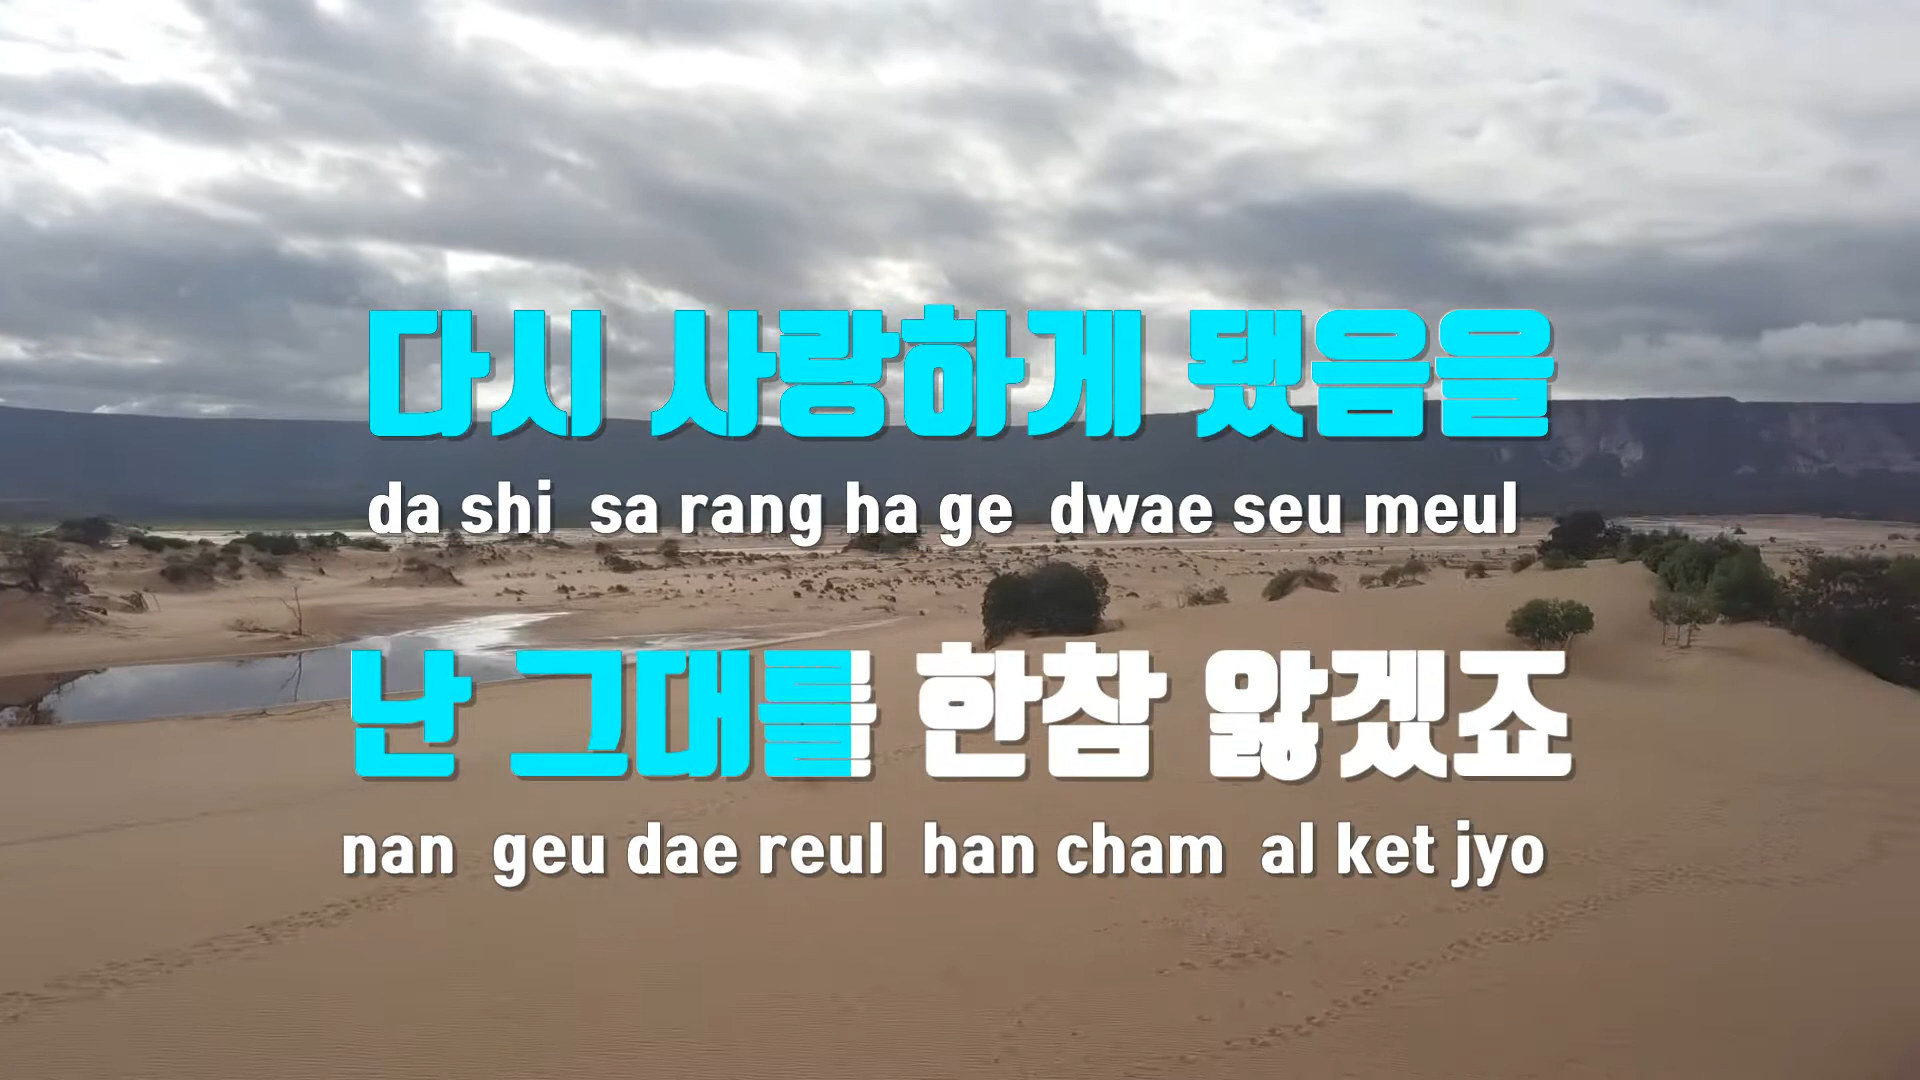 다시 사랑하게 됐음을
da shi sa rang ha ge dwae seu meul
난 그대를 한참 앓겠죠
nan geu dae reul han cham al ket jyo